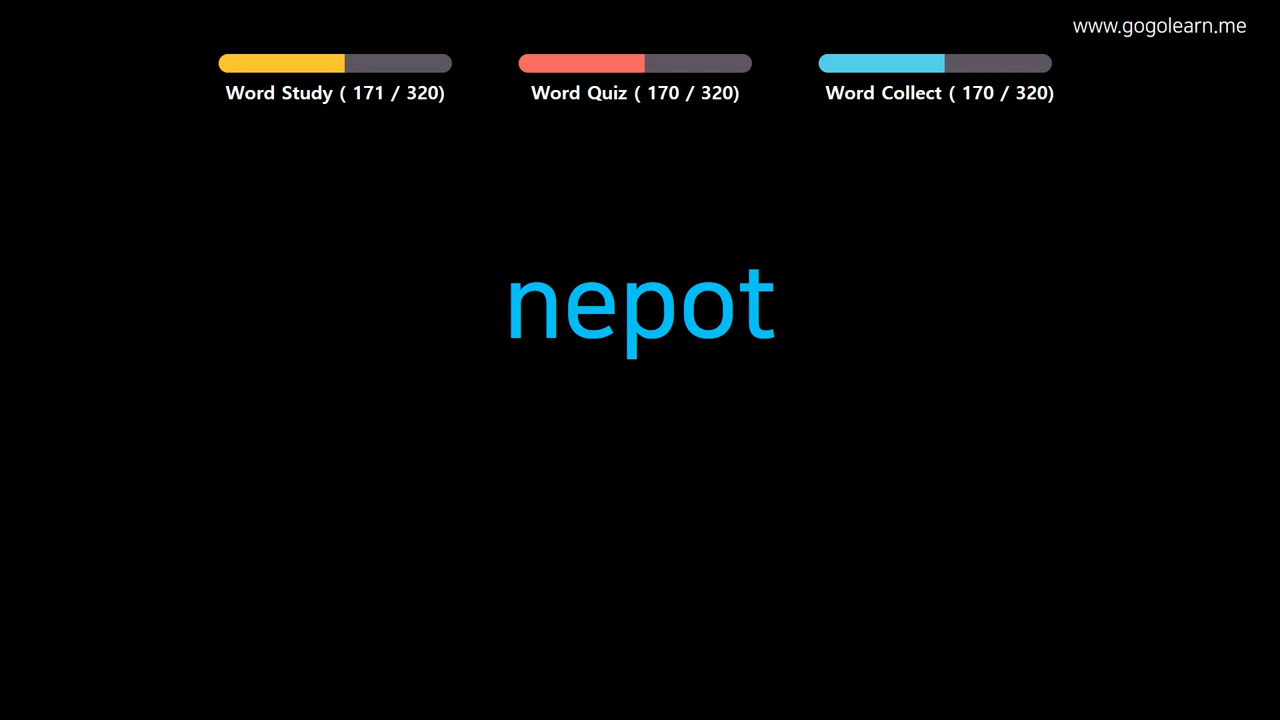 www.gogolearn.me
Word Study ( 171 / 320)
Word Quiz ( 170 / 320)
Word Collect ( 170 / 320)
nepot